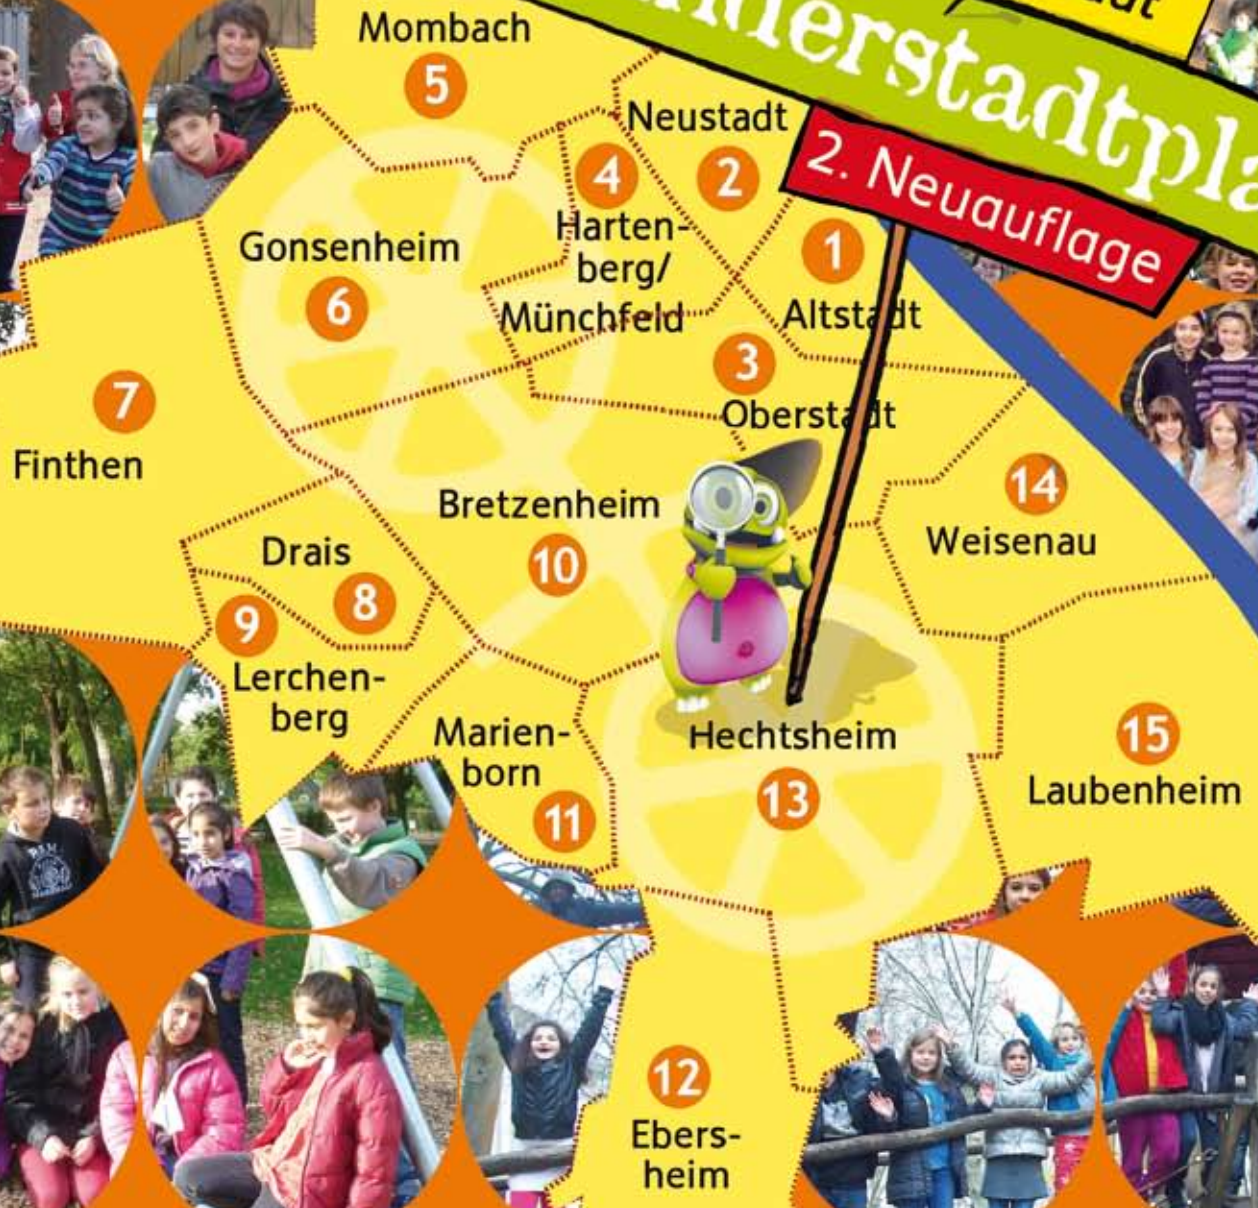 Mombach
5
Neustadt
2
2. Neuauflage
4
Harten-
berg/
Münchfeld
1
Altstadt
Gonsenheim
6
3
Oberstadt
7
Finthen
14
Weisenau
Bretzenheim
10
Drais
8
9
Lerchen-
berg
Marien-
born
11
Hechtsheim
13
15
Laubenheim
12
Ebers-
heim